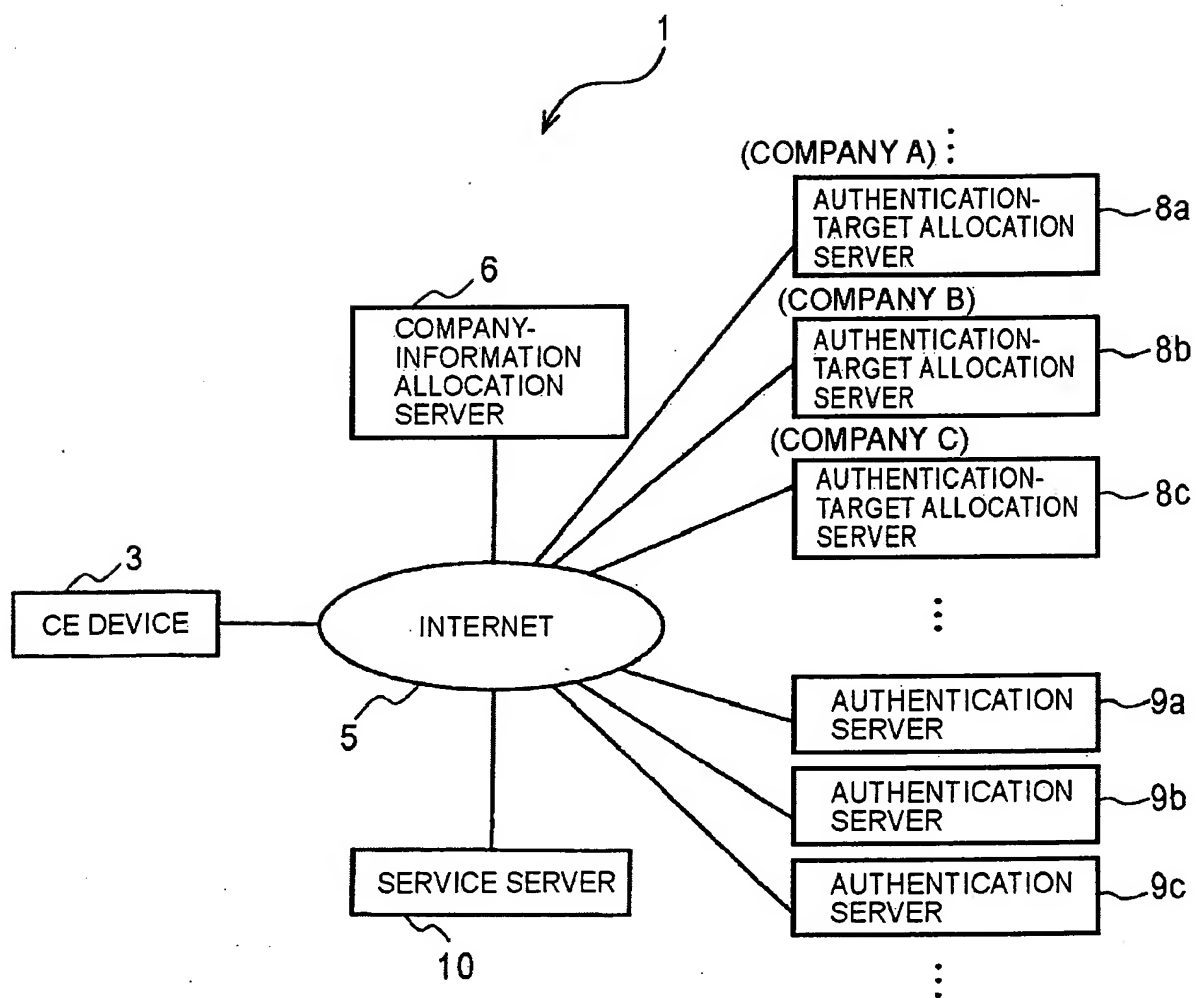 1
(COMPANY A)
AUTHENTICATION-
TARGET ALLOCATION
SERVER
8a
6
COMPANY-
INFORMATION
ALLOCATION
SERVER
(COMPANY B)
AUTHENTICATION-
TARGET ALLOCATION
SERVER
8b
(COMPANY C)
AUTHENTICATION-
TARGET ALLOCATION
SERVER
8c
3
CE DEVICE
INTERNET
5
AUTHENTICATION
SERVER
9a
AUTHENTICATION
SERVER
9b
SERVICE SERVER
10
AUTHENTICATION
SERVER
9c